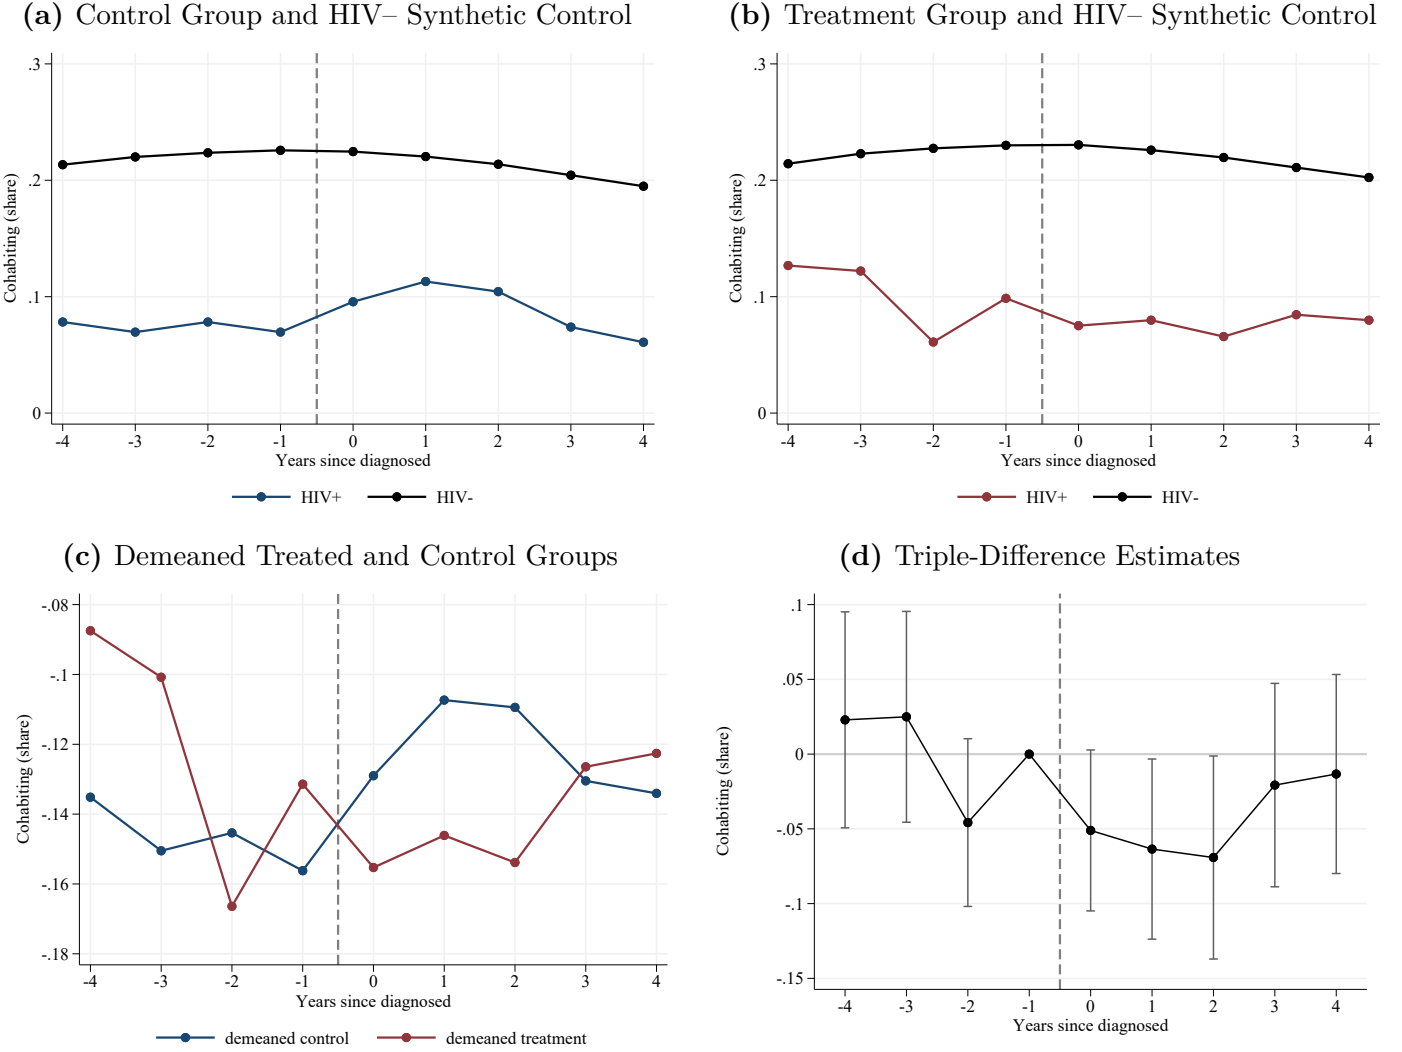 (a) Control Group and HIV– Synthetic Control
.3
.2
.1
0
Cohabiting (share)
-4 -3 -2 -1 0 1 2 3 4
Years since diagnosed
HIV+ HIV-
(b) Treatment Group and HIV– Synthetic Control
.3
.2
.1
0
Cohabiting (share)
-4 -3 -2 -1 0 1 2 3 4
Years since diagnosed
HIV+ HIV-
(c) Demeaned Treated and Control Groups
-.08
-.1
-.12
-.14
-.16
-.18
Cohabiting (share)
-4 -3 -2 -1 0 1 2 3 4
Years since diagnosed
demeaned control demeaned treatment
(d) Triple-Difference Estimates
.1
.05
0
-.05
-.1
-.15
Cohabiting (share)
-4 -3 -2 -1 0 1 2 3 4
Years since diagnosed